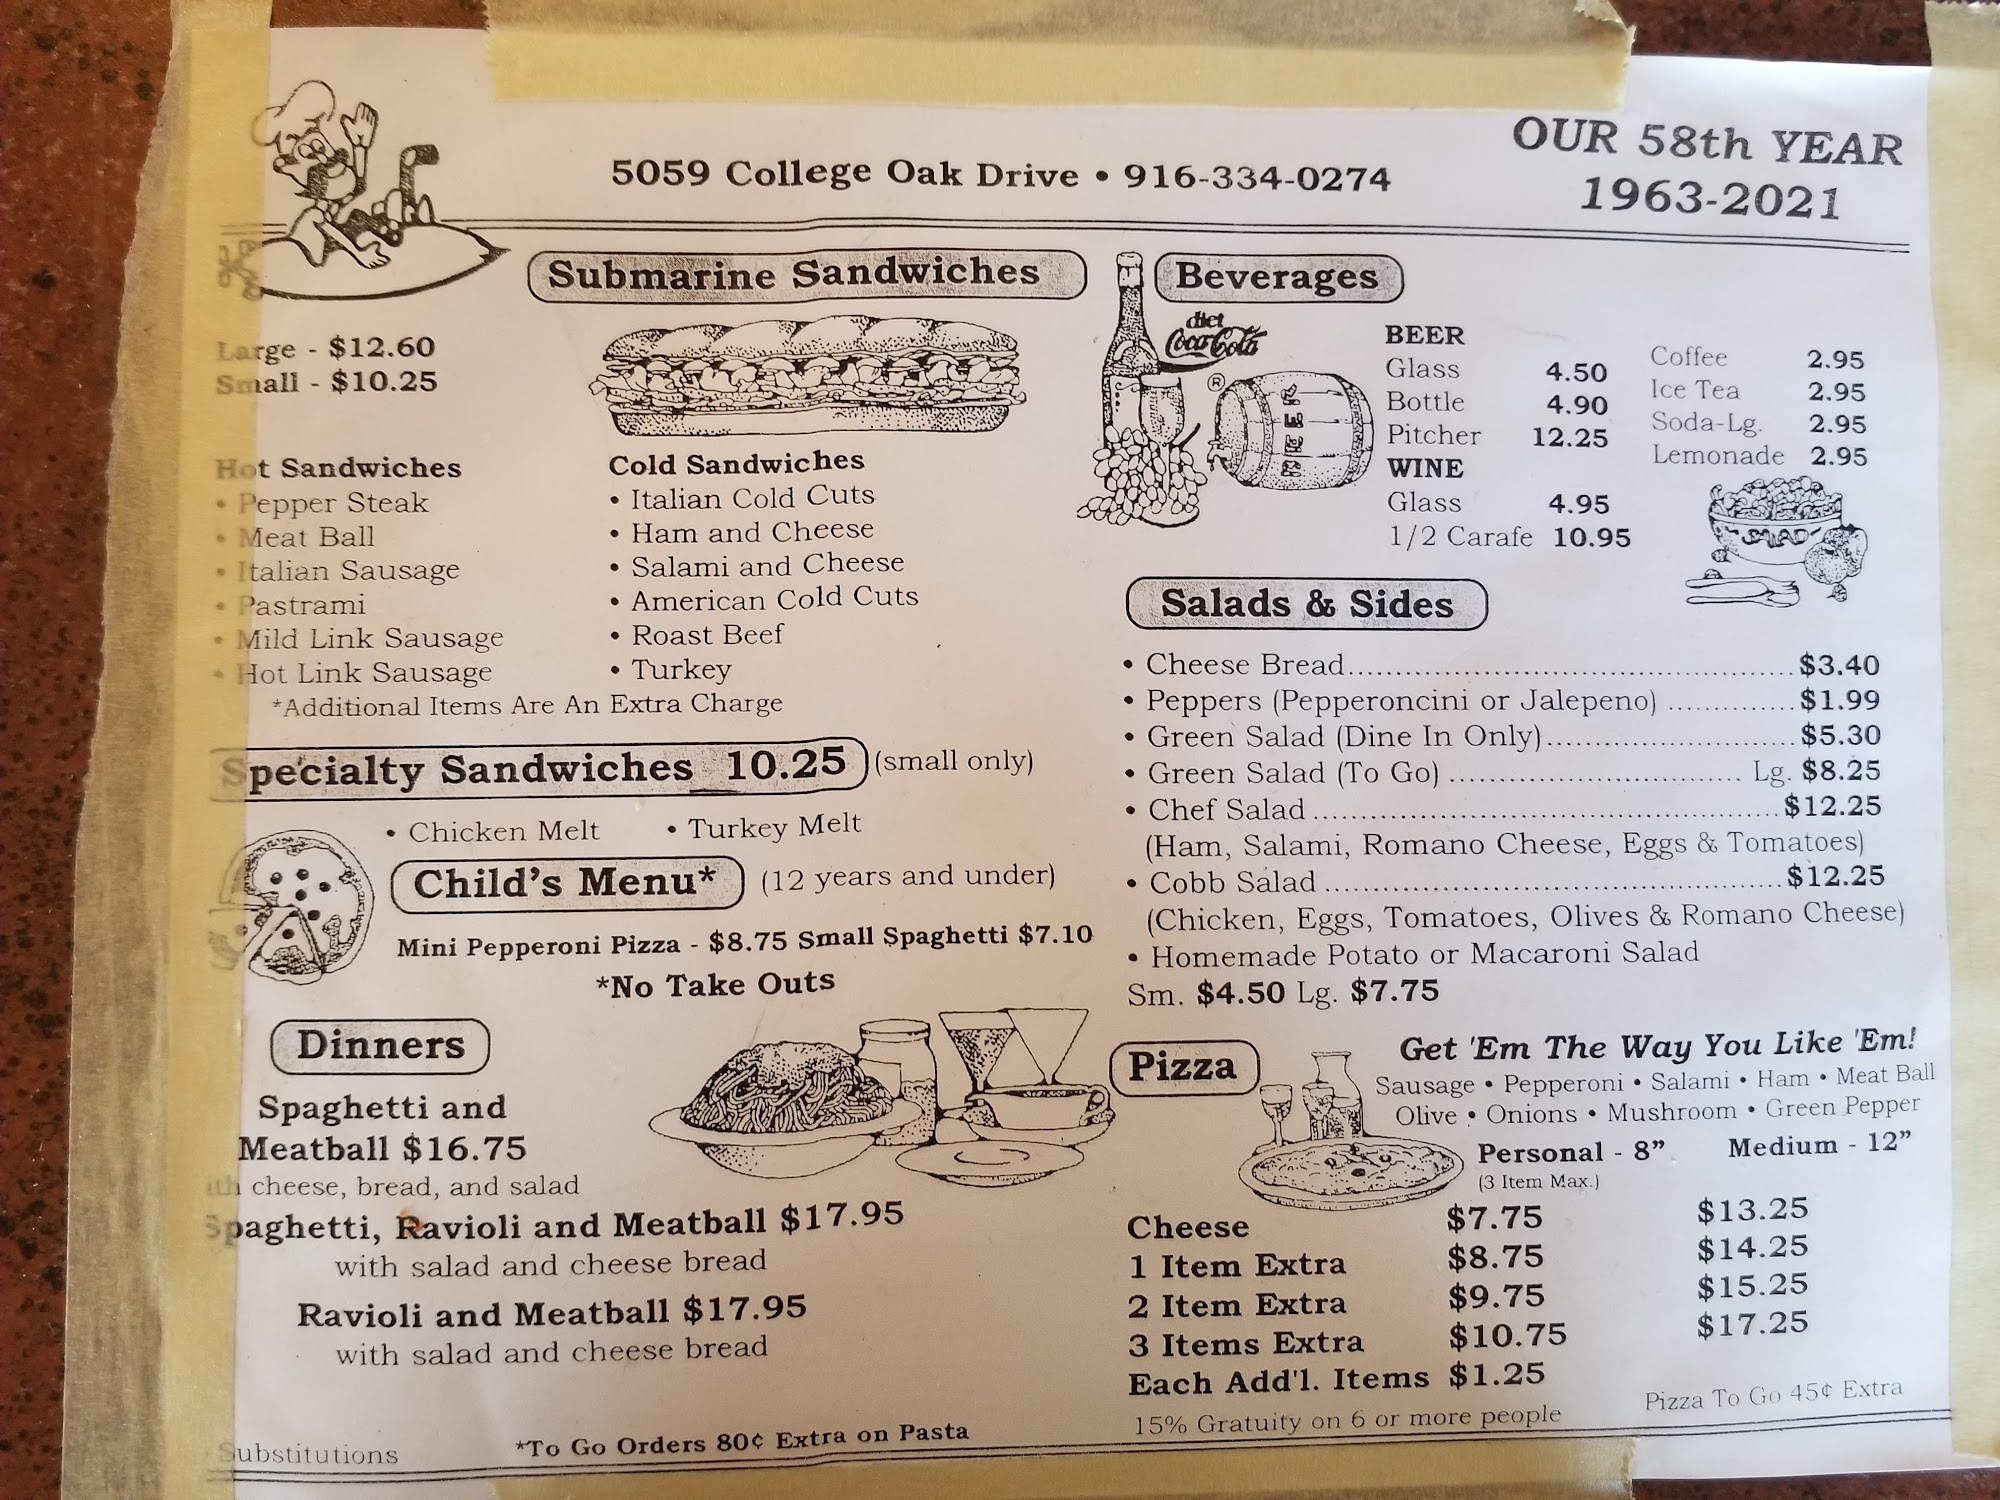 OUR 58th YEAR
1963-2021
5059 College Oak Drive • 916-334-0274
Submarine Sandwiches
Large - $12.60
Small - $10.25
Hot Sandwiches
• Pepper Steak
• Meat Ball
• Italian Sausage
• Pastrami
• Mild Link Sausage
• Hot Link Sausage
Cold Sandwiches
• Italian Cold Cuts
• Ham and Cheese
• Salami and Cheese
• American Cold Cuts
• Roast Beef
• Turkey
*Additional Items Are An Extra Charge
Specialty Sandwiches 10.25 (small only)
• Chicken Melt • Turkey Melt
Child's Menu* (12 years and under)
Mini Pepperoni Pizza - $8.75 Small Spaghetti $7.10
*No Take Outs
Dinners
Spaghetti and
Meatball $16.75
ith cheese, bread, and salad
Spaghetti, Ravioli and Meatball $17.95
with salad and cheese bread
Ravioli and Meatball $17.95
with salad and cheese bread
Substitutions
*To Go Orders 80¢ Extra on Pasta
Beverages
diet
Coca-Cola
®
BEER
BEER
Glass 4.50
Bottle 4.90
Pitcher 12.25
WINE
Glass 4.95
1/2 Carafe 10.95
Coffee 2.95
Ice Tea 2.95
Soda-Lg. 2.95
Lemonade 2.95
SALAD
Salads & Sides
• Cheese Bread.................... $3.40
• Peppers (Pepperoncini or Jalepeno) ............. $1.99
• Green Salad (Dine In Only).......................... $5.30
• Green Salad (To Go) .............................. Lg. $8.25
• Chef Salad .................................................. $12.25
(Ham, Salami, Romano Cheese, Eggs & Tomatoes)
• Cobb Salad ................................................. $12.25
(Chicken, Eggs, Tomatoes, Olives & Romano Cheese)
• Homemade Potato or Macaroni Salad
Sm. $4.50 Lg. $7.75
Pizza
Get 'Em The Way You Like 'Em!
Sausage • Pepperoni • Salami • Ham • Meat Ball
Olive • Onions • Mushroom • Green Pepper
Personal - 8" Medium - 12"
(3 Item Max.)
Cheese $7.75 $13.25
1 Item Extra $8.75 $14.25
2 Item Extra $9.75 $15.25
3 Items Extra $10.75 $17.25
Each Add'l. Items $1.25
15% Gratuity on 6 or more people
Pizza To Go 45¢ Extra